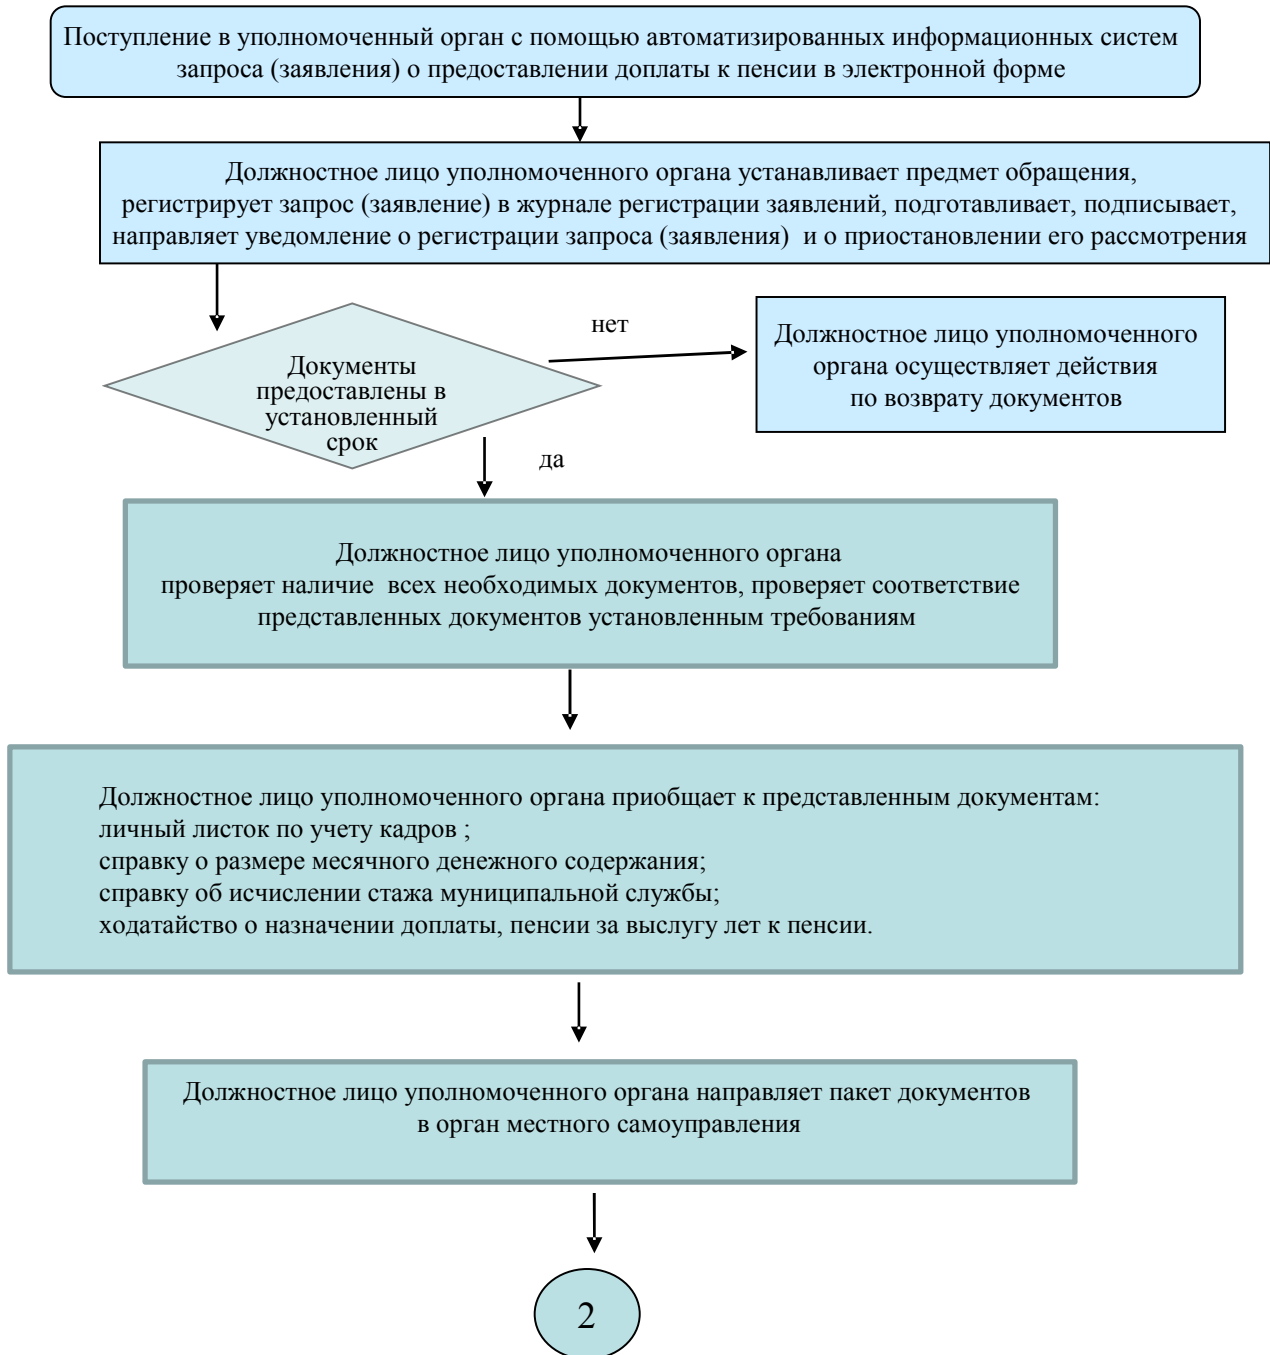 Поступление в уполномоченный орган с помощью автоматизированных информационных систем
запроса (заявления) о предоставлении доплаты к пенсии в электронной форме
Должностное лицо уполномоченного органа устанавливает предмет обращения,
регистрирует запрос (заявление) в журнале регистрации заявлений, подготавливает, подписывает,
направляет уведомление о регистрации запроса (заявления) и о приостановлении его рассмотрения
Документы
предоставлены в
установленный
срок
нет
Должностное лицо уполномоченного
органа осуществляет действия
по возврату документов
да
Должностное лицо уполномоченного органа
проверяет наличие всех необходимых документов, проверяет соответствие
представленных документов установленным требованиям
Должностное лицо уполномоченного органа приобщает к представленным документам:
личный листок по учету кадров ;
справку о размере месячного денежного содержания;
справку об исчислении стажа муниципальной службы;
ходатайство о назначении доплаты, пенсии за выслугу лет к пенсии.
Должностное лицо уполномоченного органа направляет пакет документов
в орган местного самоуправления
2